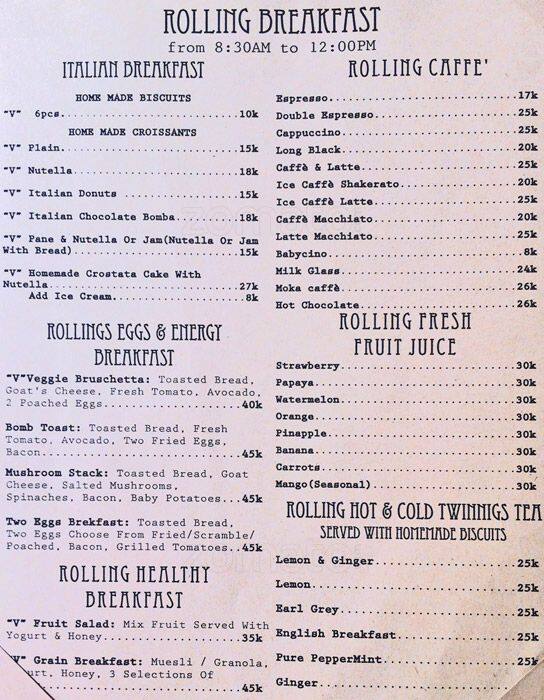 ROLLING BREAKFAST
from 8:30AM to 12:00PM
ITALIAN BREAKFAST
HOME MADE BISCUITS
"V" 6pcs. 10k
HOME MADE CROISSANTS
"V" Plain. 15k
"V" Nutella 18k
"V" Italian Donuts 15k
"V" Italian Chocolate Bomba. 18k
"V" Pane & Nutella Or Jam(Nutella Or Jam
With Bread) 15k
"V" Homemade Crostata Cake With
Nutella 27k
Add Ice Cream. 8k
ROLLINGS EGGS & ENERGY
BREAKFAST
"V"Veggie Bruschetta: Toasted Bread,
Goat's Cheese, Fresh Tomato, Avocado,
2 Poached Eggs 40k
Bomb Toast: Toasted Bread, Fresh
Tomato, Avocado, Two Fried Eggs,
Bacon 45k
Mushroom Stack: Toasted Bread, Goat
Cheese, Salted Mushrooms,
Spinaches, Bacon, Baby Potatoes..45k
Two Eggs Brekfast: Toasted Bread,
Two Eggs Choose From Fried/Scramble/
Poached, Bacon, Grilled Tomatoes..45k
ROLLING HEALTHY
BREAKFAST
"V" Fruit Salad: Mix Fruit Served With
Yogurt & Honey 35k
"V" Grain Breakfast: Muesli / Granola,
urt, Honey, 3 Selections Of
45k
ROLLING CAFFE'
Espresso 17k
Double Espresso 25k
Cappuccino 25k
Long Black 20k
Caffè & Latte 25k
Ice Caffè Shakerato 20k
Ice Caffè Latte 25k
Caffè Macchiato 20k
Latte Macchiato 25k
Babycino 8k
Milk Glass 24k
Moka caffè 26k
Hot Chocolate 26k
ROLLING FRESH
FRUIT JUICE
Strawberry 30k
Papaya 30k
Watermelon 30k
Orange 30k
Pinapple 30k
Banana 30k
Carrots 30k
Mango(Seasonal) 30k
ROLLING HOT & COLD TWINNIGS TEA
SERVED WITH HOMEMADE BISCUITS
Lemon & Ginger 25k
Lemon 25k
Earl Grey 25k
English Breakfast 25k
Pure PepperMint 25k
Ginger 25k